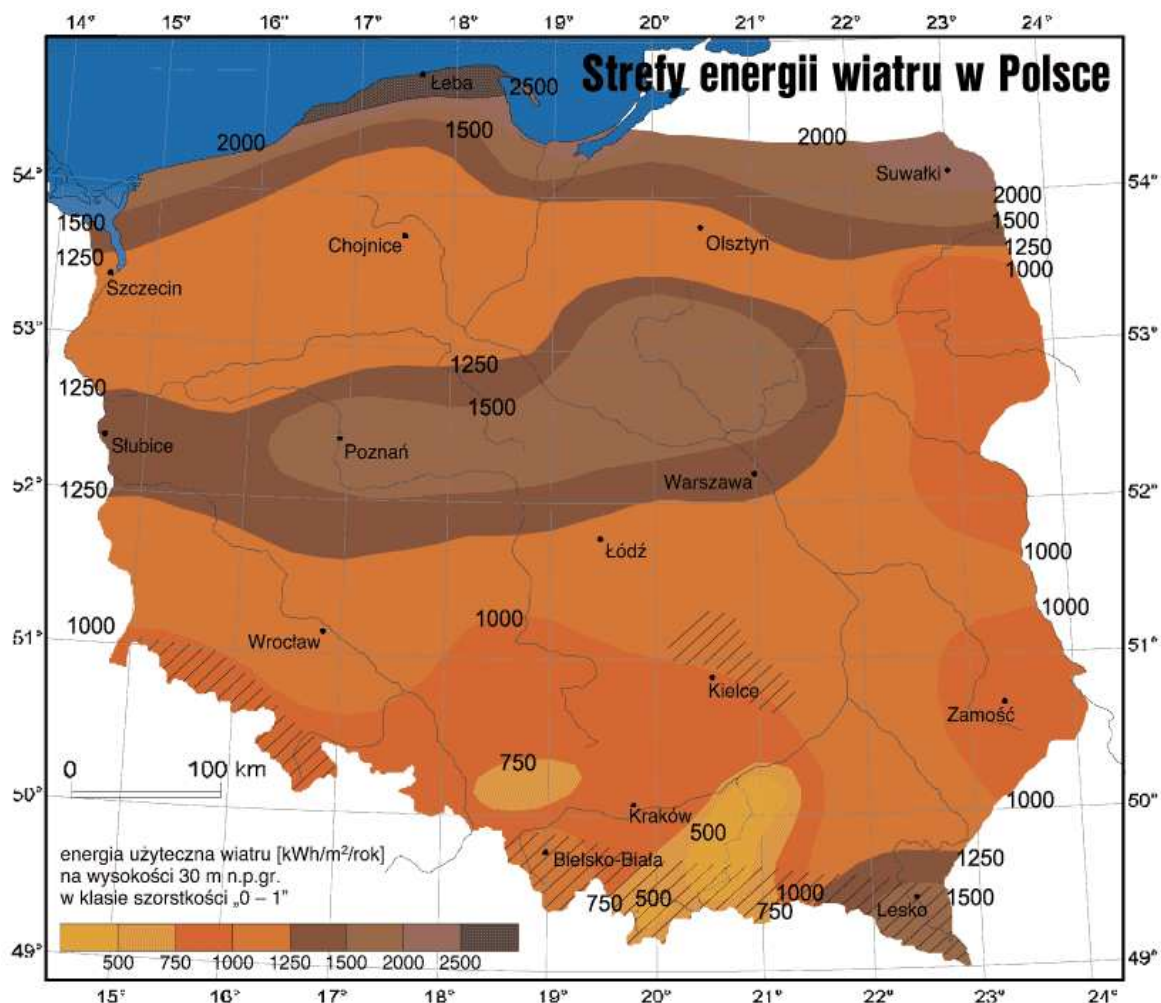 14° 15° 16° 17° 18° 19° 20° 21° 22° 23° 24°
Strefy energii wiatru w Polsce
Łeba
2500
2000
1500
2000
Suwałki
54°
54°
2000
1500
1500
Chojnice
Olsztyń
1250
1250
1000
Szczecin
53°
53°
1250
1250
1500
Słubice
Poznań
Warszawa
52°
1250
52°
Łódź
1000
1000
1000
1000
51°
Wrocław
51°
Kielce
Zamość
750
0 100 km
50°
1000
50°
Kraków
500
energia użyteczna wiatru [kWh/m²/rok]
na wysokości 30 m n.p.gr.
w klasie szorstkości „0 – 1”
Bielsko-Biała
1250
1000
1500
750
500
750
Lesko
500 750 1000 1250 1500 2000 22500
49°
49°
15° 16° 17° 18° 19° 20° 21° 22° 23° 24°